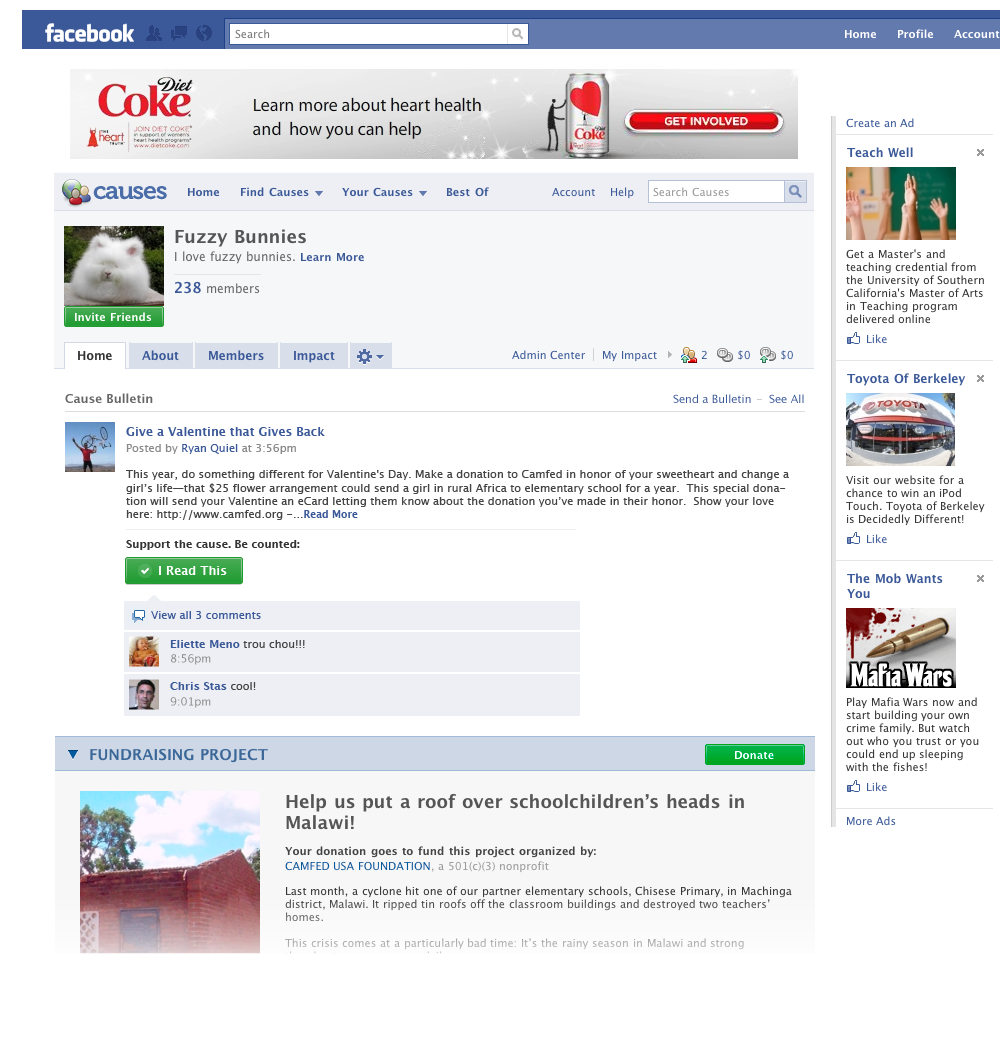 facebook
Search
Home Profile Account
Diet
Coke
THE heart TRUTH
JOIN DIET COKE®
in support of women's
heart health programs*
www.dietcoke.com
Learn more about heart health
and how you can help
Diet
Coke
GET INVOLVED
causes Home Find Causes Your Causes Best Of Account Help Search Causes
Fuzzy Bunnies
I love fuzzy bunnies. Learn More
238 members
Invite Friends
Home About Members Impact
Admin Center My Impact 2 $0 $0
Cause Bulletin Send a Bulletin – See All
Give a Valentine that Gives Back
Posted by Ryan Quiel at 3:56pm
This year, do something different for Valentine's Day. Make a donation to Camfed in honor of your sweetheart and change a
girl's life—that $25 flower arrangement could send a girl in rural Africa to elementary school for a year. This special dona-
tion will send your Valentine an eCard letting them know about the donation you've made in their honor. Show your love
here: http://www.camfed.org –...Read More
Support the cause. Be counted:
I Read This
View all 3 comments
Eliette Meno trou chou!!!
8:56pm
Chris Stas cool!
9:01pm
FUNDRAISING PROJECT Donate
Help us put a roof over schoolchildren's heads in
Malawi!
Your donation goes to fund this project organized by:
CAMFED USA FOUNDATION, a 501(c)(3) nonprofit
Last month, a cyclone hit one of our partner elementary schools, Chisese Primary, in Machinga
district, Malawi. It ripped tin roofs off the classroom buildings and destroyed two teachers'
homes.
This crisis comes at a particularly bad time: It's the rainy season in Malawi and strong
Create an Ad
Teach Well
Get a Master's and
teaching credential from
the University of Southern
California's Master of Arts
in Teaching program
delivered online
Like
Toyota Of Berkeley
TOYOTA
Visit our website for a
chance to win an iPod
Touch. Toyota of Berkeley
is Decidedly Different!
Like
The Mob Wants
You
Mafia Wars
Play Mafia Wars now and
start building your own
crime family. But watch
out who you trust or you
could end up sleeping
with the fishes!
Like
More Ads